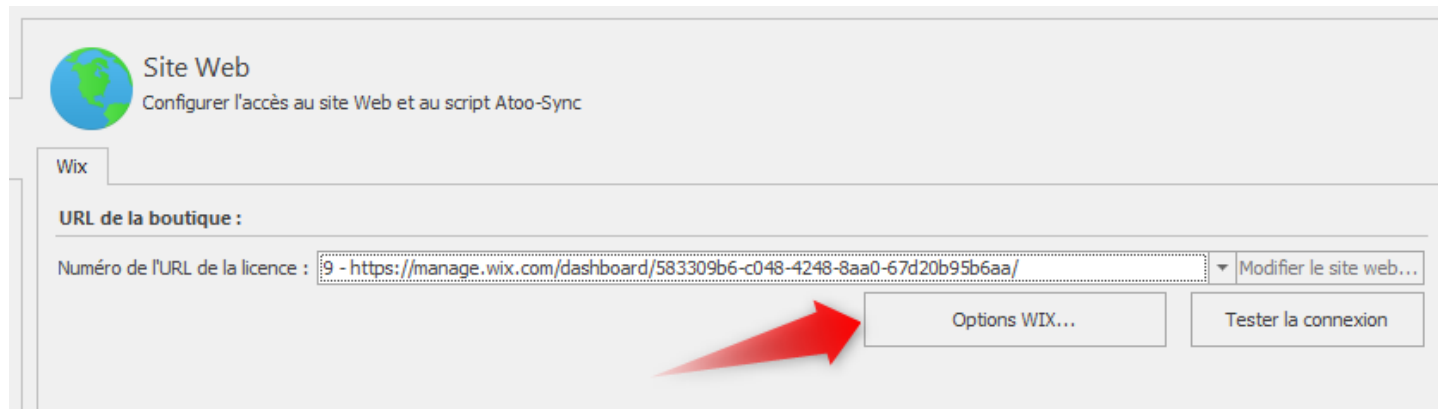 Site Web
Configurer l'accès au site Web et au script Atoo-Sync
Wix
URL de la boutique :
Numéro de l'URL de la licence : 9 - https://manage.wix.com/dashboard/583309b6-c048-4248-8aa0-67d20b95b6aa/ Modifier le site web...
Options WIX... Tester la connexion